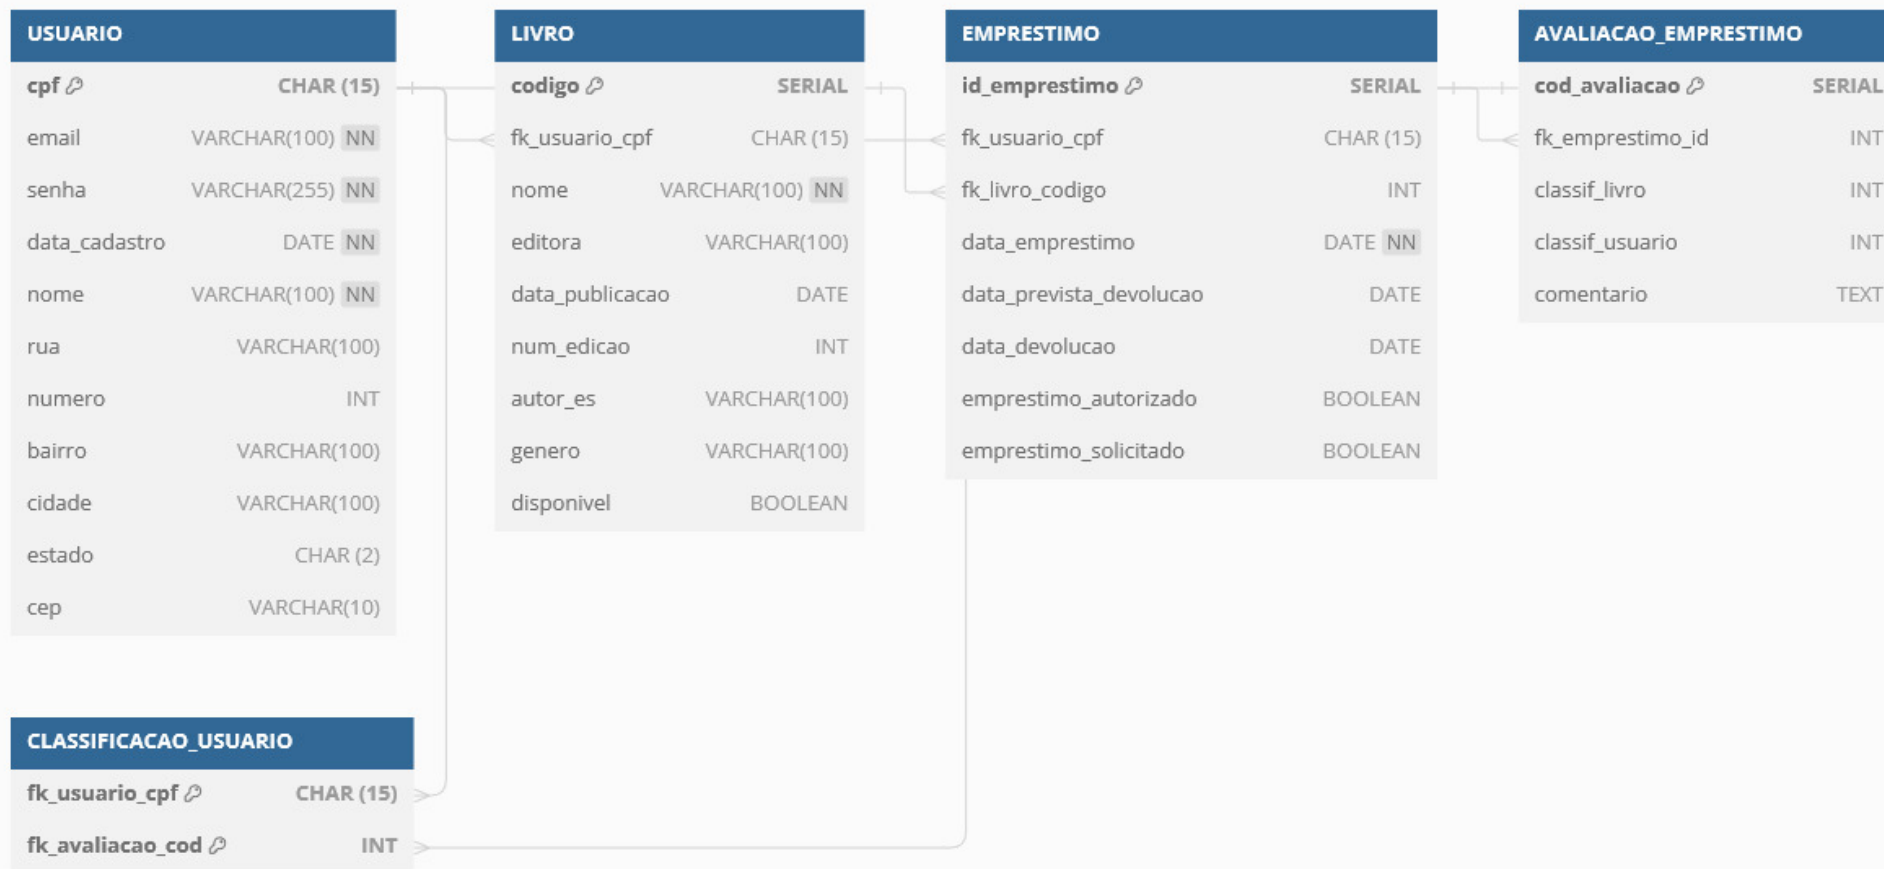 USUARIO
cpf CHAR (15)
email VARCHAR(100) NN
senha VARCHAR(255) NN
data_cadastro DATE NN
nome VARCHAR(100) NN
rua VARCHAR(100)
numero INT
bairro VARCHAR(100)
cidade VARCHAR(100)
estado CHAR (2)
cep VARCHAR(10)
LIVRO
codigo SERIAL
fk_usuario_cpf CHAR (15)
nome VARCHAR(100) NN
editora VARCHAR(100)
data_publicacao DATE
num_edicao INT
autor_es VARCHAR(100)
genero VARCHAR(100)
disponivel BOOLEAN
EMPRESTIMO
id_emprestimo SERIAL
fk_usuario_cpf CHAR (15)
fk_livro_codigo INT
data_emprestimo DATE NN
data_prevista_devolucao DATE
data_devolucao DATE
emprestimo_autorizado BOOLEAN
emprestimo_solicitado BOOLEAN
AVALIACAO_EMPRESTIMO
cod_avaliacao SERIAL
fk_emprestimo_id INT
classif_livro INT
classif_usuario INT
comentario TEXT
CLASSIFICACAO_USUARIO
fk_usuario_cpf CHAR (15)
fk_avaliacao_cod INT